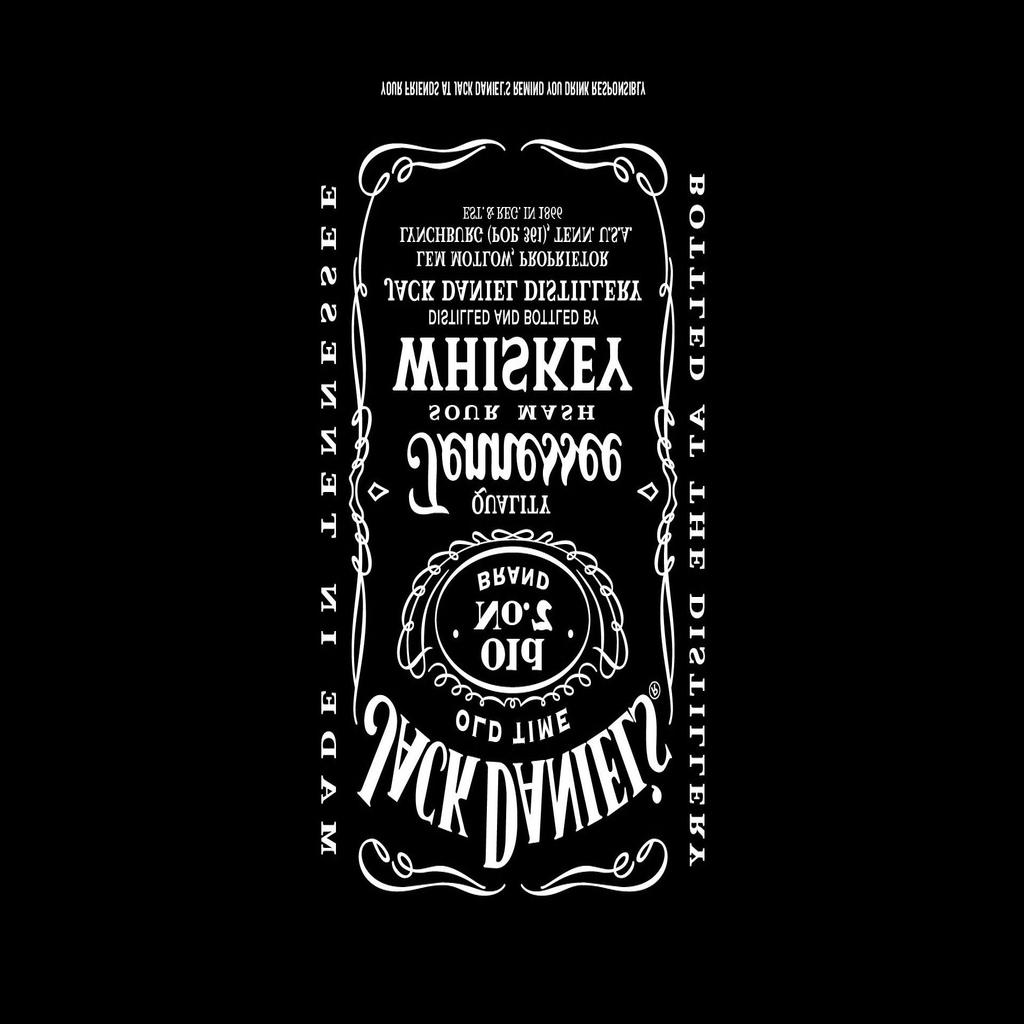 JACK DANIEL'S®
OLD TIME
Old
No.7
BRAND
QUALITY
Tennessee
SOUR MASH
WHISKEY
DISTILLED AND BOTTLED BY
JACK DANIEL DISTILLERY
LEM MOTLOW, PROPRIETOR
LYNCHBURG (POP. 361), TENN. U.S.A.
EST. & REG. IN 1866
MADE IN TENNESSEE
BOTTLED AT THE DISTILLERY
YOUR FRIENDS AT JACK DANIEL'S REMIND YOU DRINK RESPONSIBLY